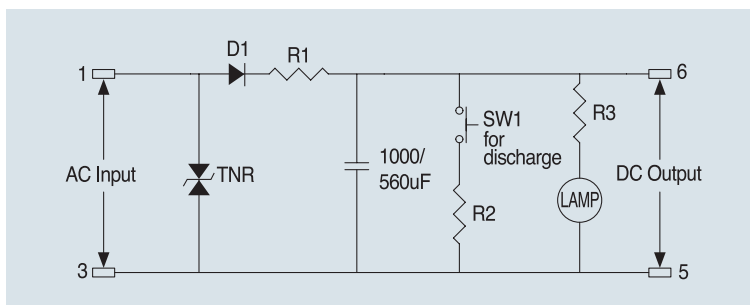 D1
R1
1
6
SW1
for
discharge
R3
1000/
560uF
AC Input
TNR
DC Output
LAMP
R2
3
5